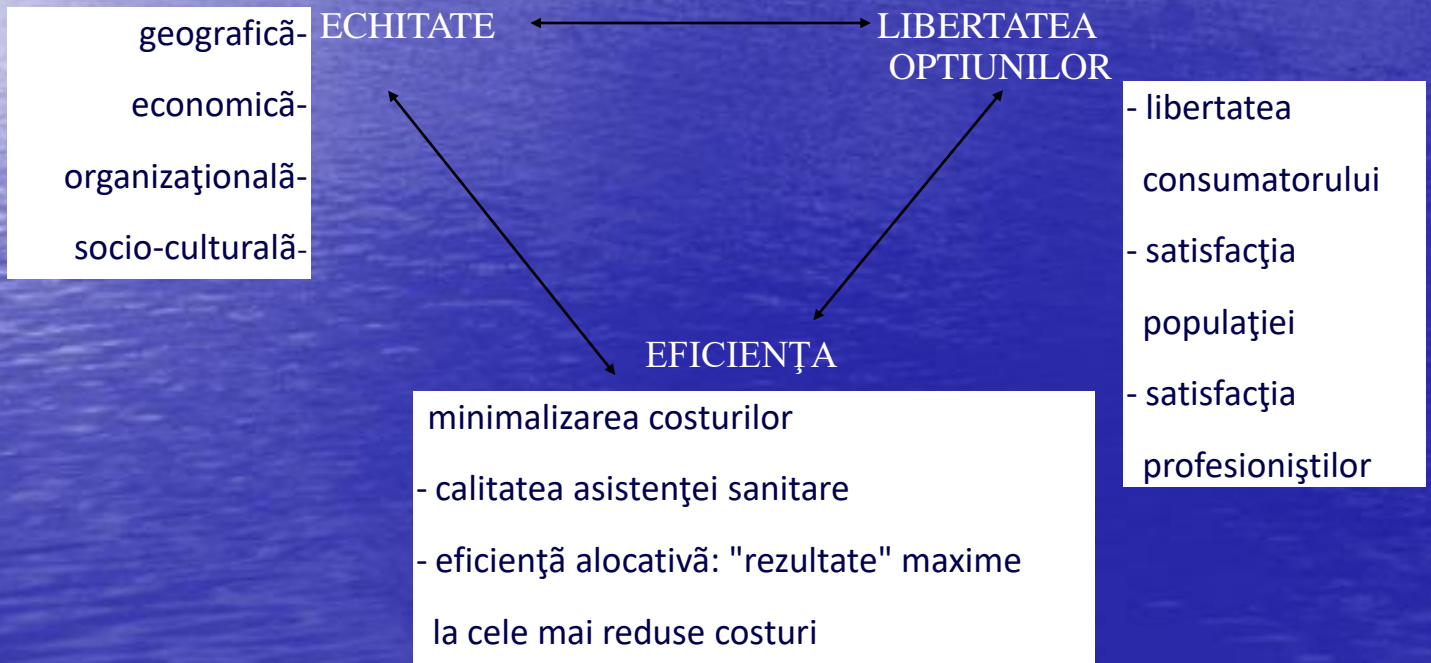 ECHITATE
geograficã-
economicã-
organizaţionalã-
socio-culturalã-
LIBERTATEA
OPTIUNILOR
- libertatea
consumatorului
- satisfacţia
populaţiei
- satisfacţia
profesioniştilor
EFICIENŢA
minimalizarea costurilor
- calitatea asistenţei sanitare
- eficienţã alocativã: "rezultate" maxime
la cele mai reduse costuri